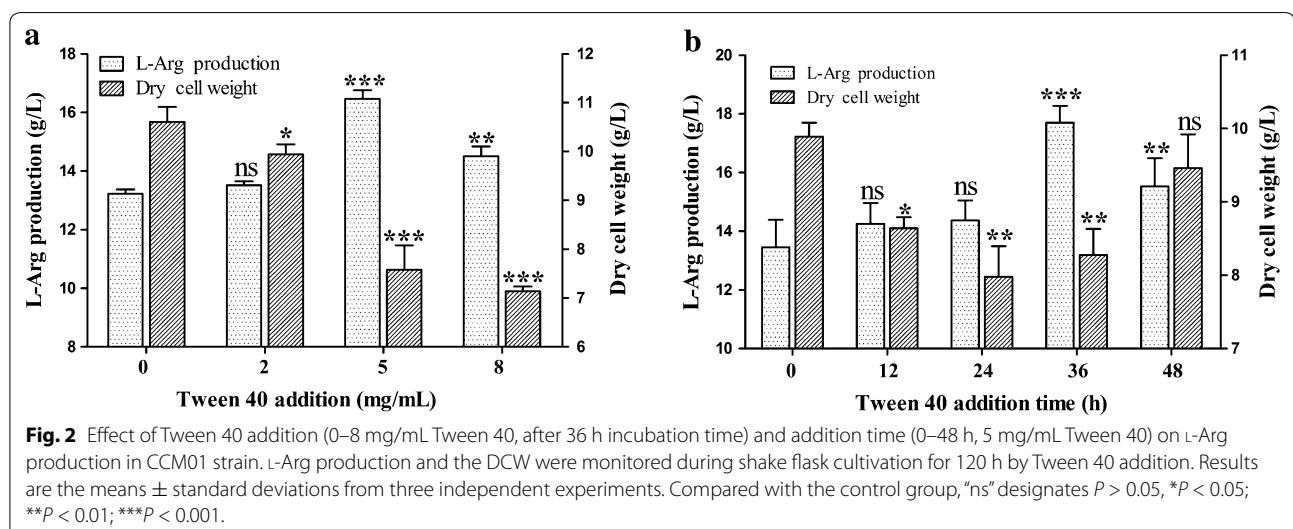 a
18
16
14
12
10
8
L-Arg production (g/L)
L-Arg production
Dry cell weight
ns
*
***
***
**
***
12
11
10
9
8
7
6
Dry cell weight (g/L)
0 2 5 8
Tween 40 addition (mg/mL)
b
20
18
16
14
12
10
L-Arg production (g/L)
L-Arg production
Dry cell weight
ns
*
ns
**
***
**
**
ns
11
10
9
8
7
Dry cell weight (g/L)
0 12 24 36 48
Tween 40 addition time (h)
Fig. 2 Effect of Tween 40 addition (0–8 mg/mL Tween 40, after 36 h incubation time) and addition time (0–48 h, 5 mg/mL Tween 40) on L-Arg
production in CCM01 strain. L-Arg production and the DCW were monitored during shake flask cultivation for 120 h by Tween 40 addition. Results
are the means ± standard deviations from three independent experiments. Compared with the control group, “ns” designates P > 0.05, *P < 0.05;
**P < 0.01; ***P < 0.001.